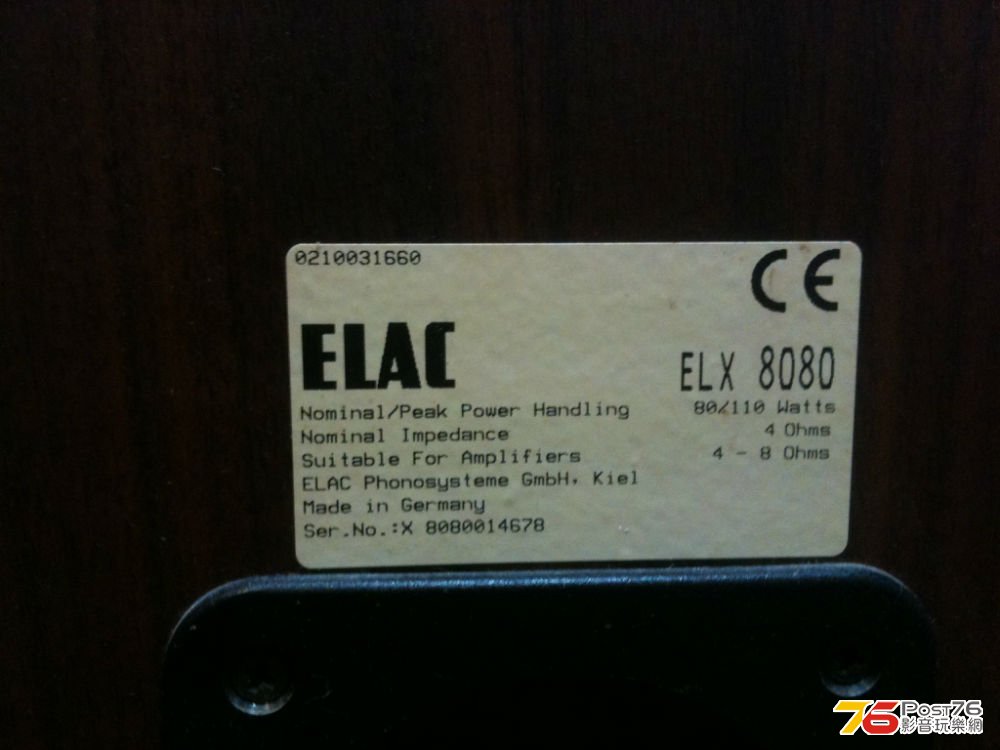 0210031660
CE
ELAC
ELX 8080
Nominal/Peak Power Handling 80/110 Watts
Nominal Impedance 4 Ohms
Suitable For Amplifiers 4 - 8 Ohms
ELAC Phonosysteme GmbH, Kiel
Made in Germany
Ser.No.:X 8080014678
76 Post76
影音玩樂網